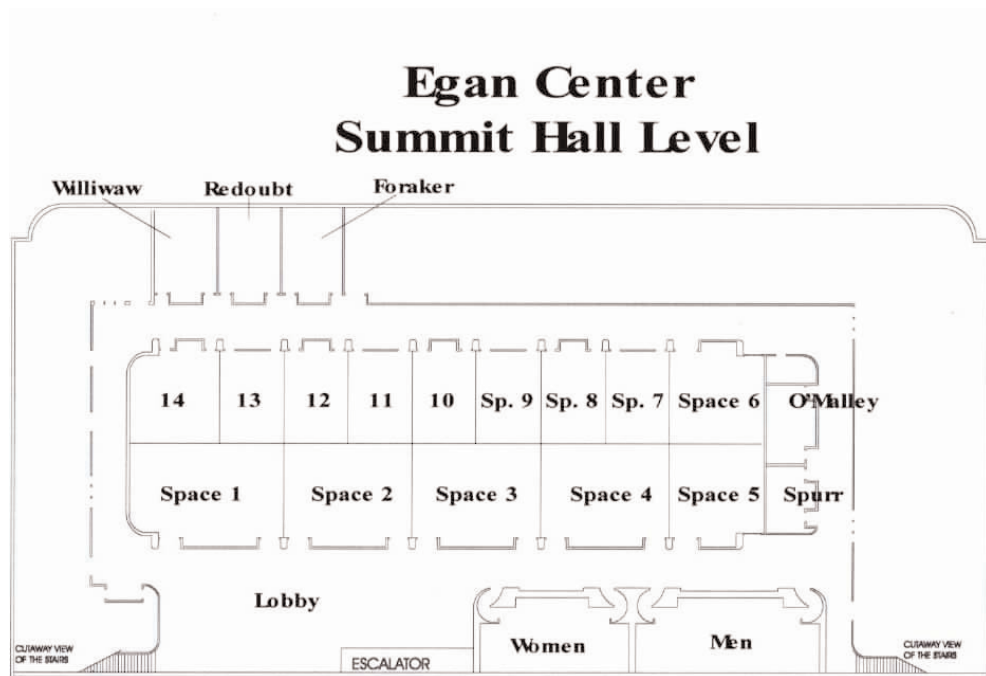 Egan Center
Summit Hall Level
Williwaw
Redoubt
Foraker
14
13
12
11
10
Sp. 9
Sp. 8
Sp. 7
Space 6
O'Malley
Space 1
Space 2
Space 3
Space 4
Space 5
Spurr
Lobby
Women
Men
CUTAWAY VIEW
OF THE STAIRS
ESCALATOR
CUTAWAY VIEW
OF THE STAIRS